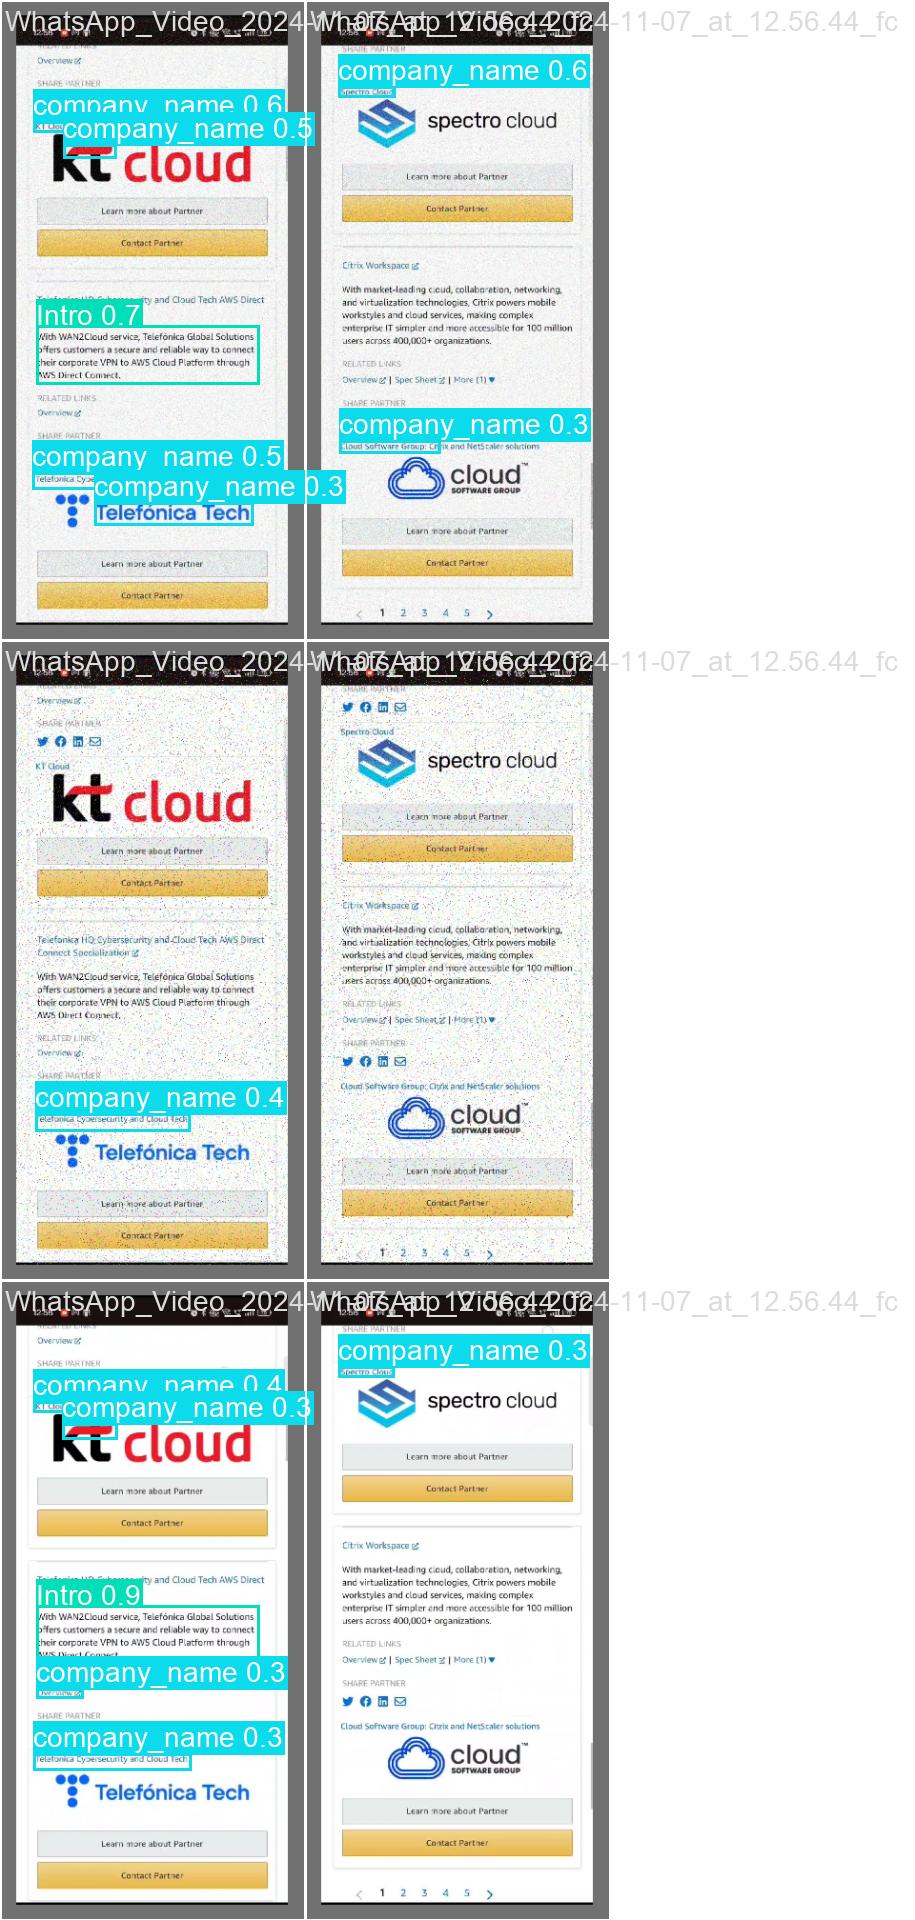 WhatsApp_Video_2024-11-07_at_12.56.44_fc
12:56
RELATED LINKS
Overview
SHARE PARTNER
company_name 0.6
company_name 0.5
kt cloud
Learn more about Partner
Contact Partner
Telefonica HQ Cybersecurity and Cloud Tech AWS Direct
Intro 0.7
With WAN2Cloud service, Telefónica Global Solutions
offers customers a secure and reliable way to connect
their corporate VPN to AWS Cloud Platform through
AWS Direct Connect.
RELATED LINKS
Overview
SHARE PARTNER
company_name 0.5
company_name 0.3
Telefónica Tech
Learn more about Partner
Contact Partner
WhatsApp_Video_2024-11-07_at_12.56.44_fc
12:56
SHARE PARTNER
company_name 0.6
Spectro Cloud
spectro cloud
Learn more about Partner
Contact Partner
Citrix Workspace
With market-leading cloud, collaboration, networking,
and virtualization technologies, Citrix powers mobile
workstyles and cloud services, making complex
enterprise IT simpler and more accessible for 100 million
users across 400,000+ organizations.
RELATED LINKS
Overview | Spec Sheet | More (1)
SHARE PARTNER
company_name 0.3
Cloud Software Group: Citrix and NetScaler solutions
cloud™
SOFTWARE GROUP
Learn more about Partner
Contact Partner
< 1 2 3 4 5 >
WhatsApp_Video_2024-11-07_at_12.56.44_fc
12:56
RELATED LINKS
Overview
SHARE PARTNER
KT Cloud
kt cloud
Learn more about Partner
Contact Partner
Telefonica HQ Cybersecurity and Cloud Tech AWS Direct
Connect Specialization
With WAN2Cloud service, Telefónica Global Solutions
offers customers a secure and reliable way to connect
their corporate VPN to AWS Cloud Platform through
AWS Direct Connect.
RELATED LINKS
Overview
SHARE PARTNER
company_name 0.4
Telefonica Cybersecurity and Cloud Tech
Telefónica Tech
Learn more about Partner
Contact Partner
WhatsApp_Video_2024-11-07_at_12.56.44_fc
12:56
SHARE PARTNER
Spectro Cloud
spectro cloud
Learn more about Partner
Contact Partner
Citrix Workspace
With market-leading cloud, collaboration, networking,
and virtualization technologies, Citrix powers mobile
workstyles and cloud services, making complex
enterprise IT simpler and more accessible for 100 million
users across 400,000+ organizations.
RELATED LINKS
Overview | Spec Sheet | More (1)
SHARE PARTNER
Cloud Software Group: Citrix and NetScaler solutions
cloud™
SOFTWARE GROUP
Learn more about Partner
Contact Partner
< 1 2 3 4 5 >
WhatsApp_Video_2024-11-07_at_12.56.44_fc
12:56
RELATED LINKS
Overview
SHARE PARTNER
company_name 0.4
company_name 0.3
kt cloud
Learn more about Partner
Contact Partner
Telefonica HQ Cybersecurity and Cloud Tech AWS Direct
Intro 0.9
With WAN2Cloud service, Telefónica Global Solutions
offers customers a secure and reliable way to connect
their corporate VPN to AWS Cloud Platform through
AWS Direct Connect.
company_name 0.3
Overview
SHARE PARTNER
company_name 0.3
Telefonica Cybersecurity and Cloud Tech
Telefónica Tech
Learn more about Partner
Contact Partner
WhatsApp_Video_2024-11-07_at_12.56.44_fc
12:56
SHARE PARTNER
company_name 0.3
Spectro Cloud
spectro cloud
Learn more about Partner
Contact Partner
Citrix Workspace
With market-leading cloud, collaboration, networking,
and virtualization technologies, Citrix powers mobile
workstyles and cloud services, making complex
enterprise IT simpler and more accessible for 100 million
users across 400,000+ organizations.
RELATED LINKS
Overview | Spec Sheet | More (1)
SHARE PARTNER
Cloud Software Group: Citrix and NetScaler solutions
cloud™
SOFTWARE GROUP
Learn more about Partner
Contact Partner
< 1 2 3 4 5 >